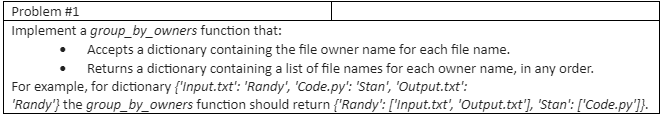 Problem #1
Implement a group_by_owners function that:
• Accepts a dictionary containing the file owner name for each file name.
• Returns a dictionary containing a list of file names for each owner name, in any order.
For example, for dictionary {'Input.txt': 'Randy', 'Code.py': 'Stan', 'Output.txt':
'Randy'} the group_by_owners function should return {'Randy': ['Input.txt', 'Output.txt'], 'Stan': ['Code.py']}.